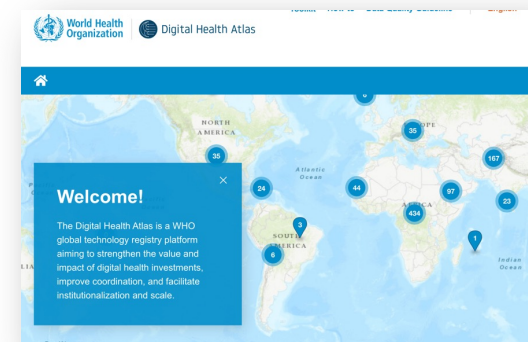 World Health
Organization
Digital Health Atlas
English
NORTH
AMERICA
35
35
167
Atlantic
Ocean
24
44
97
23
434
3
SOUTH
AMERICA
6
1
Indian
Ocean
Welcome!
The Digital Health Atlas is a WHO
global technology registry platform
aiming to strengthen the value and
impact of digital health investments,
improve coordination, and facilitate
institutionalization and scale.